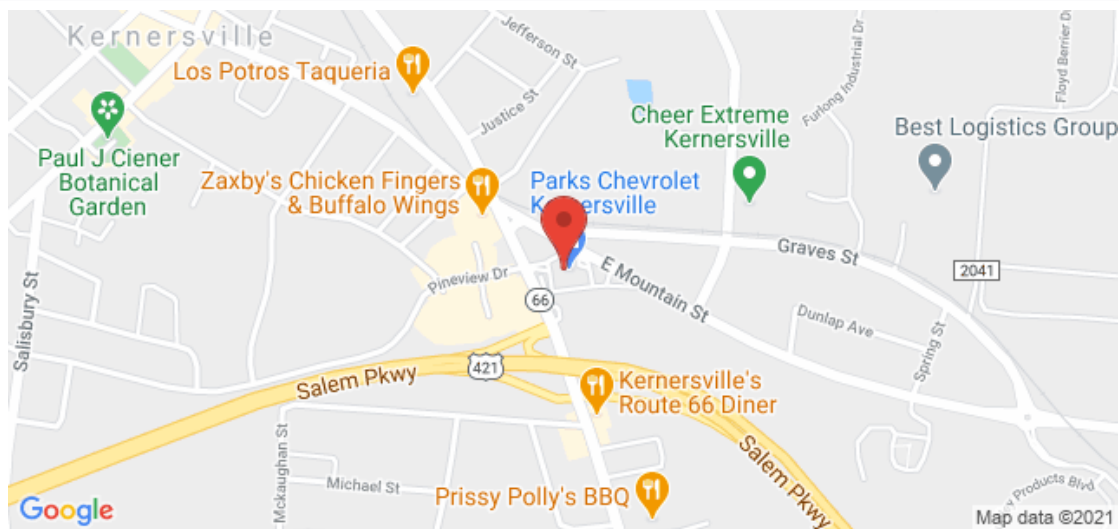 Kernersville
Jefferson St
Los Potros Taqueria
Justice St
Cheer Extreme
Kernersville
Furlong Industrial Dr
Floyd Berrier
Best Logistics Group
Paul J Ciener
Botanical
Garden
Zaxby's Chicken Fingers
& Buffalo Wings
Parks Chevrolet
Graves St
2041
E Mountain St
Pineview Dr
66
Dunlap Ave
Spring St
Salisbury St
421
Salem Pkwy
Kernersville's
Route 66 Diner
Mckaughan St
Michael St
Salem Pkwy
Prissy Polly's BBQ
Products Blvd
Google
Map data ©2021